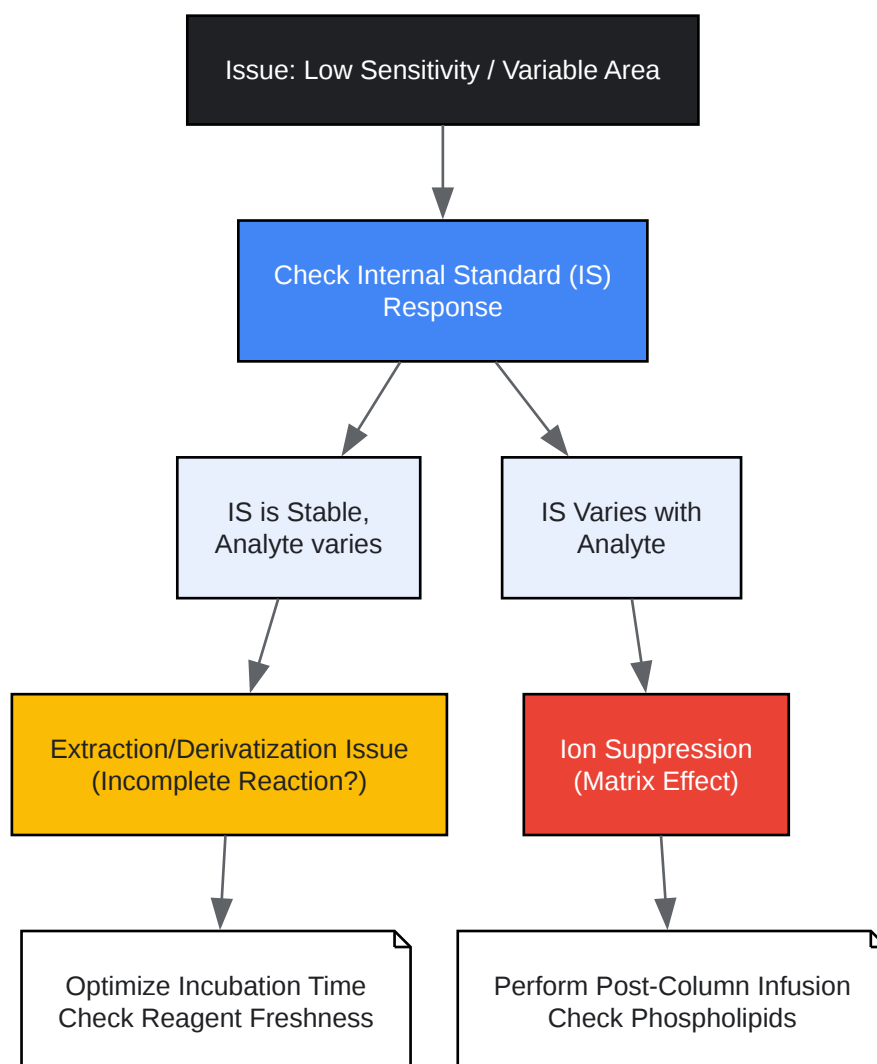 Issue: Low Sensitivity / Variable Area
Check Internal Standard (IS)
Response
IS is Stable,
Analyte varies
IS Varies with
Analyte
Extraction/Derivatization Issue
(Incomplete Reaction?)
Ion Suppression
(Matrix Effect)
Optimize Incubation Time
Check Reagent Freshness
Perform Post-Column Infusion
Check Phospholipids